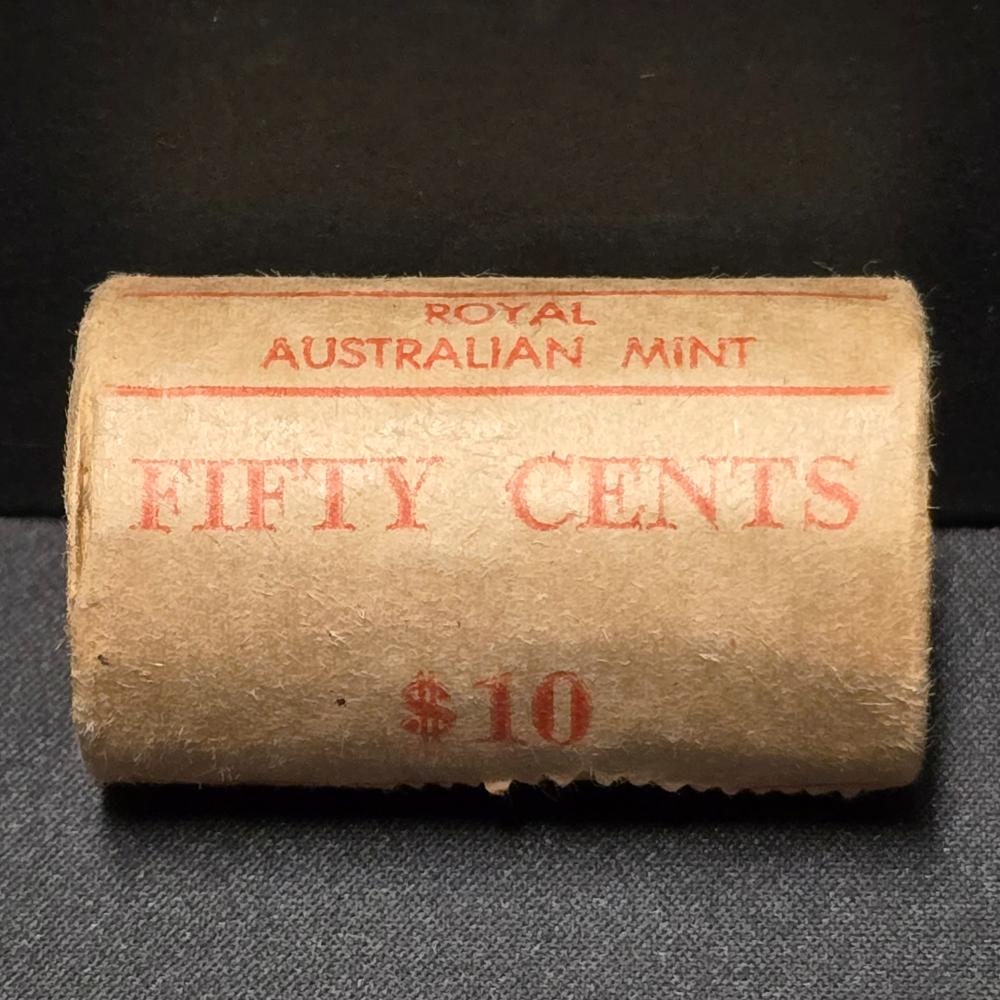 ROYAL
AUSTRALIAN MINT
FIFTY CENTS
$10